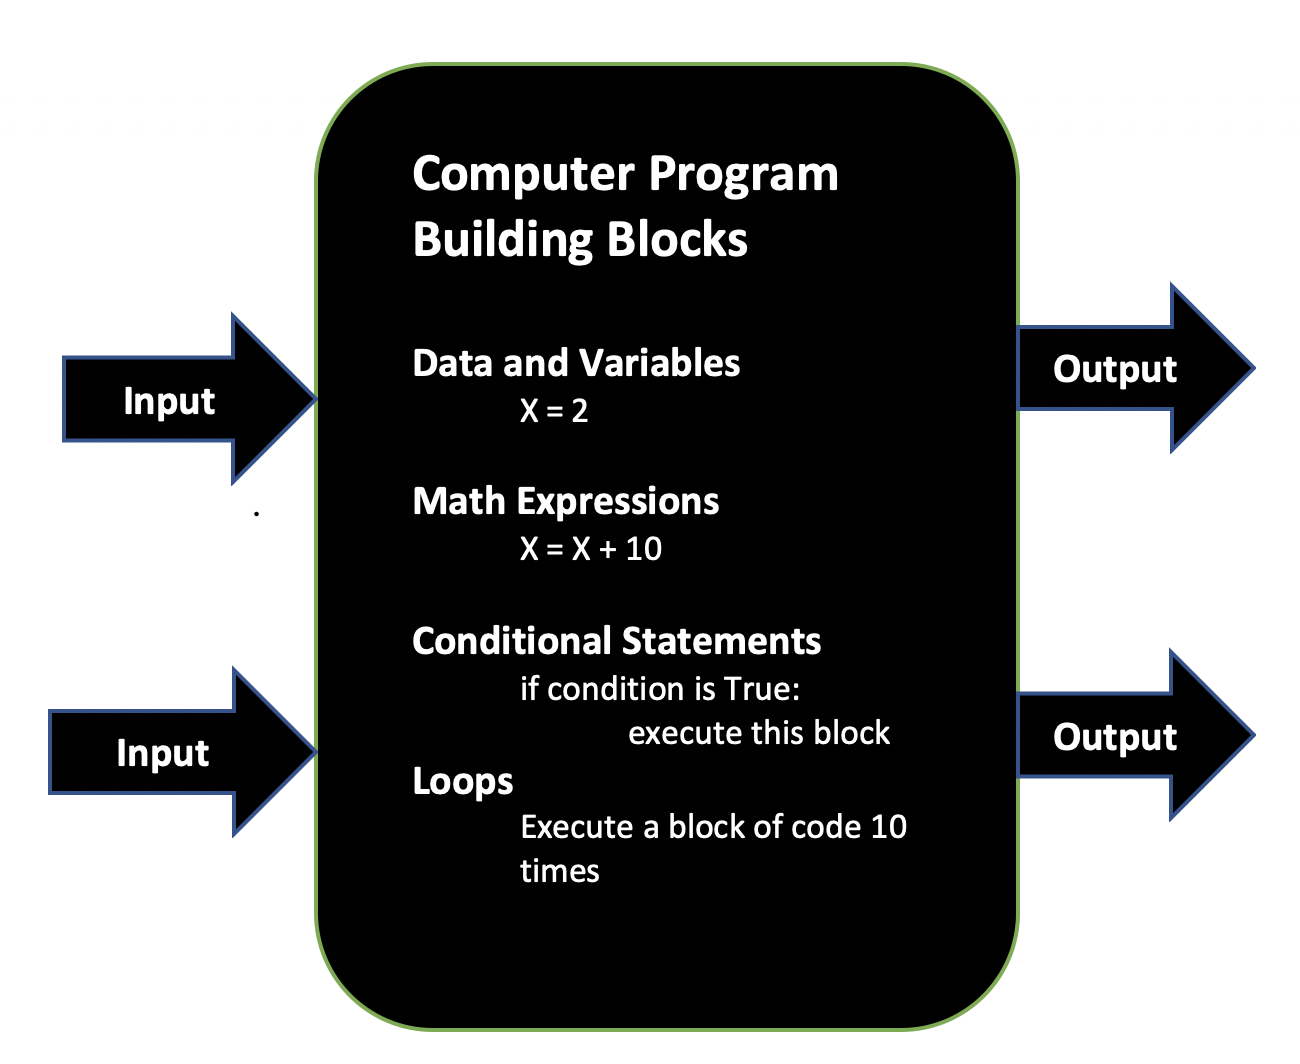 Computer Program
Building Blocks
Data and Variables
X = 2
Math Expressions
X = X + 10
Conditional Statements
if condition is True:
execute this block
Loops
Execute a block of code 10
times
Input
Input
Output
Output
.